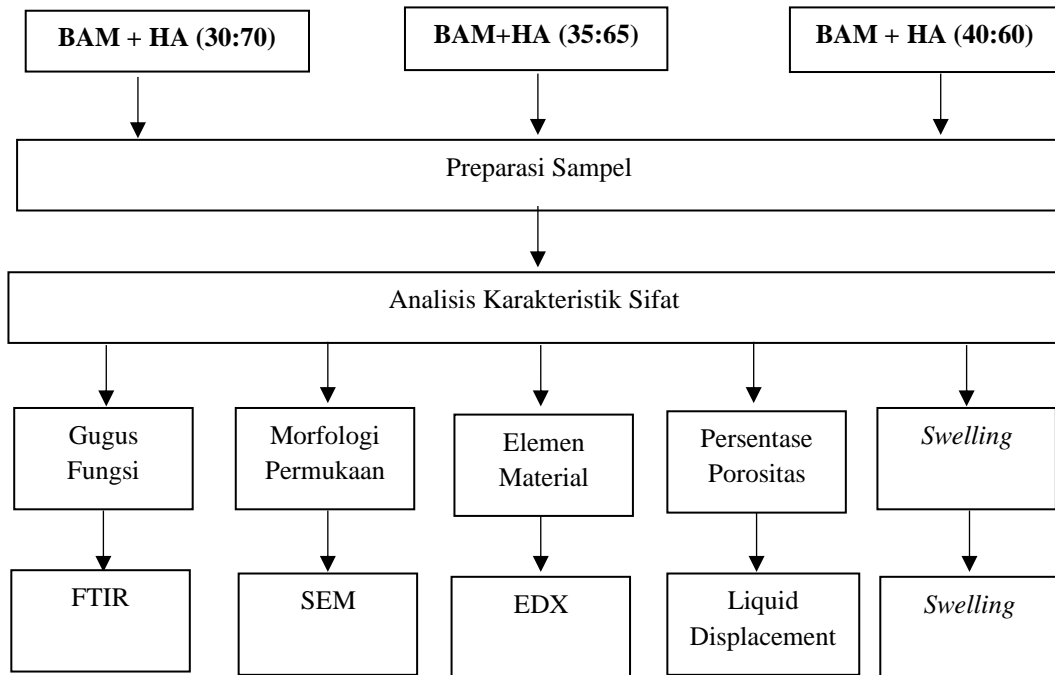 BAM + HA (30:70)
BAM+HA (35:65)
BAM + HA (40:60)
Preparasi Sampel
Analisis Karakteristik Sifat
Gugus
Fungsi
Morfologi
Permukaan
Elemen
Material
Persentase
Porositas
Swelling
FTIR
SEM
EDX
Liquid
Displacement
Swelling